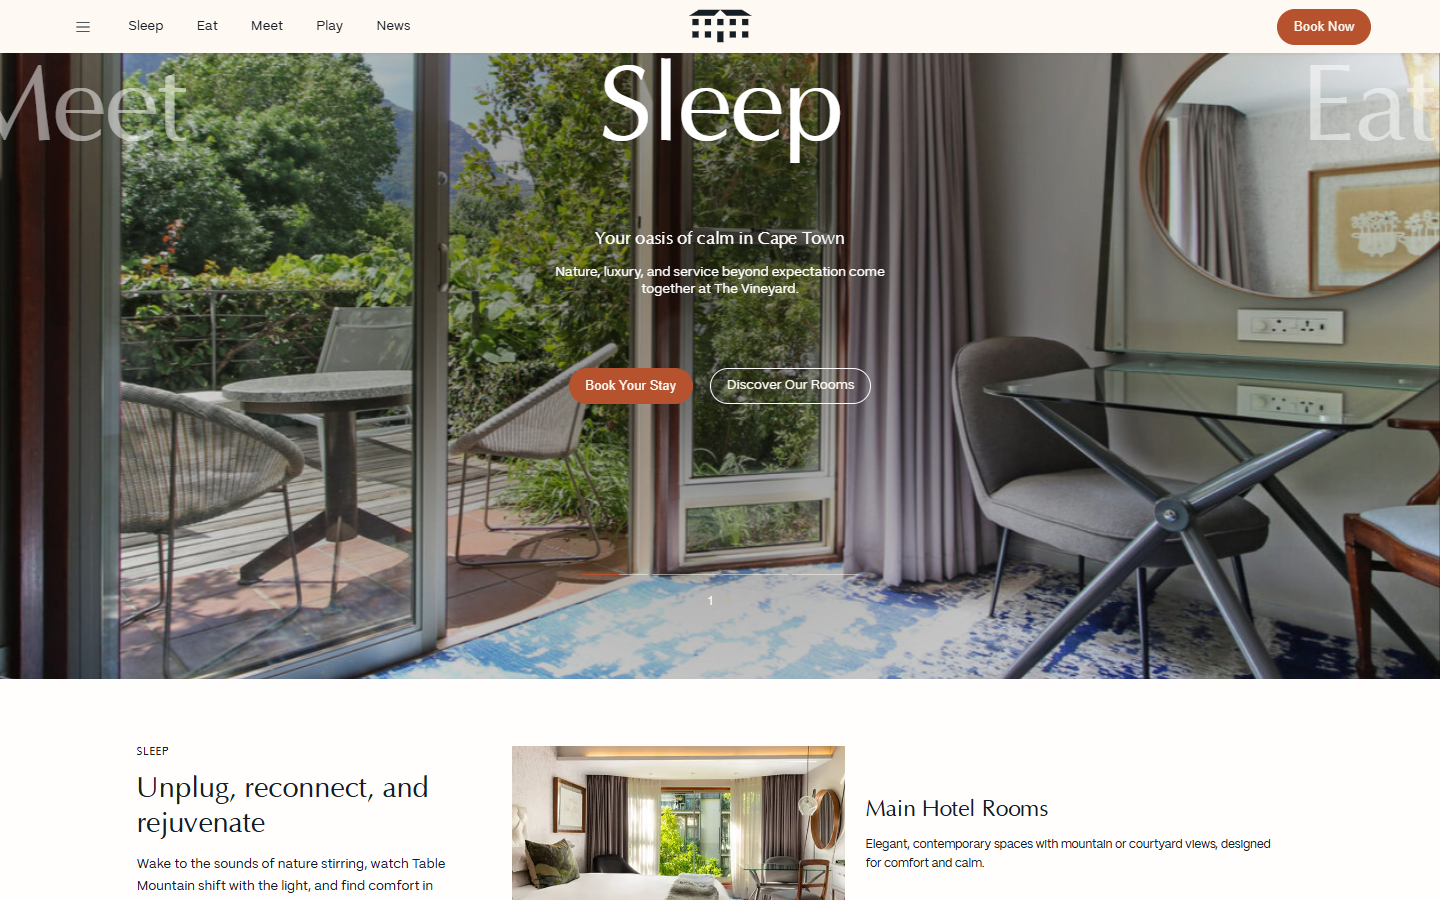 Sleep
Eat
Meet
Play
News
Book Now
Meet
Sleep
Eat
Your oasis of calm in Cape Town
Nature, luxury, and service beyond expectation come
together at The Vineyard.
Book Your Stay
Discover Our Rooms
1
SLEEP
Unplug, reconnect, and
rejuvenate
Wake to the sounds of nature stirring, watch Table
Mountain shift with the light, and find comfort in
Main Hotel Rooms
Elegant, contemporary spaces with mountain or courtyard views, designed
for comfort and calm.